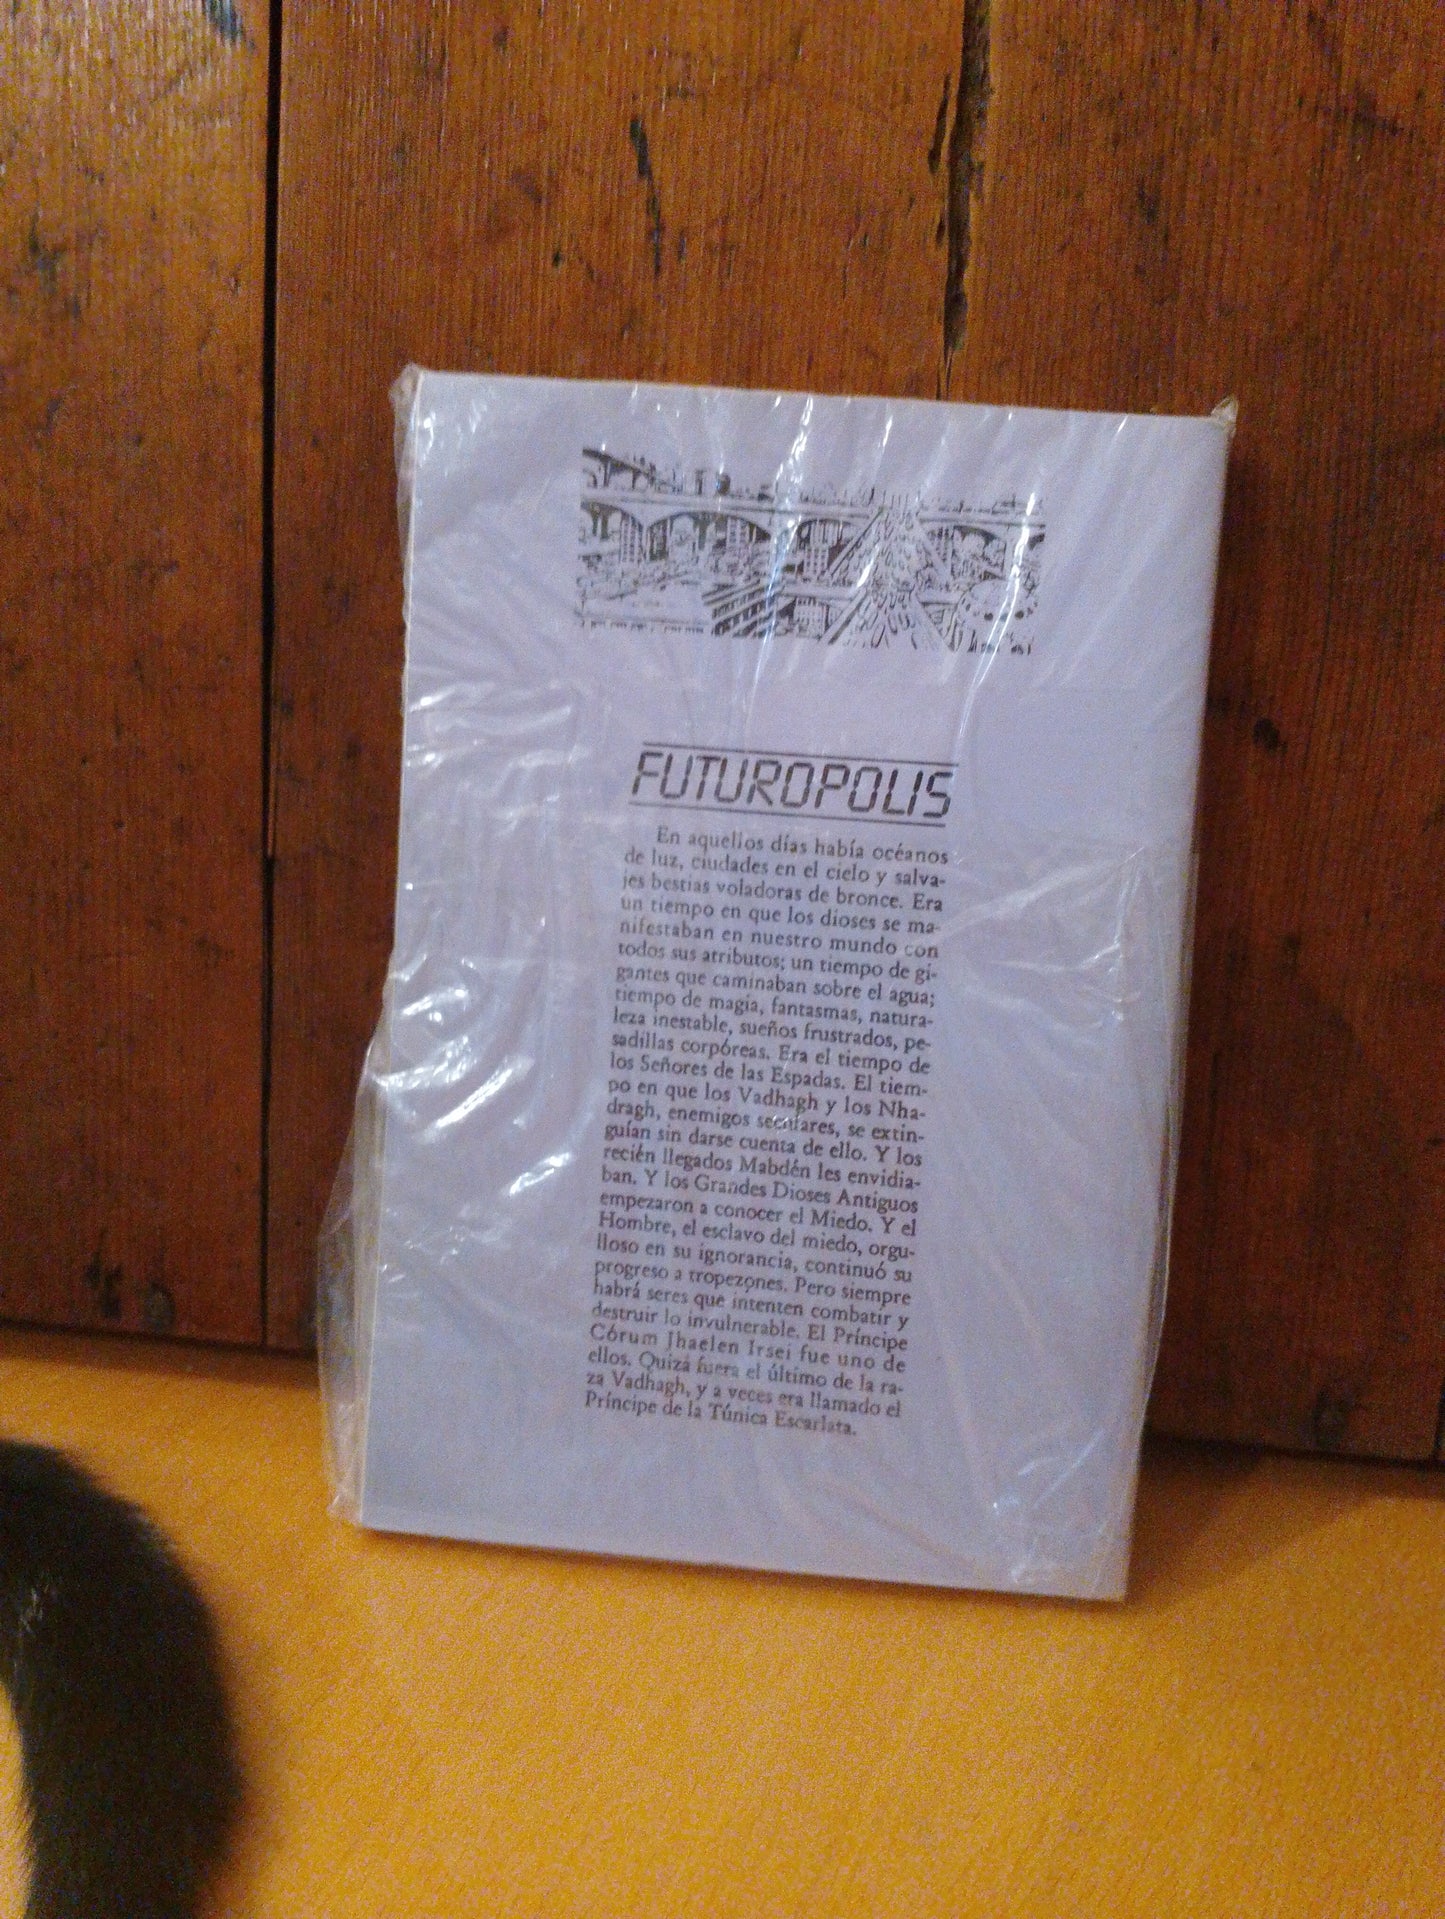 FUTUROPOLIS
En aquellos días había océanos
de luz, ciudades en el cielo y salva-
jes bestias voladoras de bronce. Era
un tiempo en que los dioses se ma-
nifestaban en nuestro mundo con
todos sus atributos; un tiempo de gi-
gantes que caminaban sobre el agua;
tiempo de magia, fantasmas, natura-
leza inestable, sueños frustrados, pe-
sadillas corpóreas. Era el tiempo de
los Señores de las Espadas. El tiem-
po en que los Vadhagh y los Nha-
dragh, enemigos seculares, se extin-
guían sin darse cuenta de ello. Y los
recién llegados Mabdén les envidia-
ban. Y los Grandes Dioses Antiguos
empezaron a conocer el Miedo. Y el
Hombre, el esclavo del miedo, orgu-
lloso en su ignorancia, continuó su
progreso a tropezones. Pero siempre
habrá seres que intenten combatir y
destruir lo invulnerable. El Príncipe
Córum Jhaelen Irsei fue uno de
ellos. Quizá fuera el último de la ra-
za Vadhagh, y a veces era llamado el
Príncipe de la Túnica Escarlata.